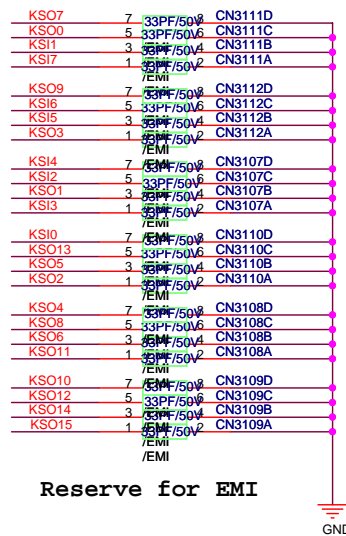 KSO7 7 33PF/50V 8 CN3111D
KSO0 5 33PF/50V 6 CN3111C
KSI1 3 33PF/50V 4 CN3111B
KSI7 1 33PF/50V 2 CN3111A
/EMI
KSO9 7 33PF/50V 8 CN3112D
KSI6 5 33PF/50V 6 CN3112C
KSI5 3 33PF/50V 4 CN3112B
KSO3 1 33PF/50V 2 CN3112A
/EMI
KSI4 7 33PF/50V 8 CN3107D
KSI2 5 33PF/50V 6 CN3107C
KSO1 3 33PF/50V 4 CN3107B
KSI3 1 33PF/50V 2 CN3107A
/EMI
KSI0 7 33PF/50V 8 CN3110D
KSO13 5 33PF/50V 6 CN3110C
KSO5 3 33PF/50V 4 CN3110B
KSO2 1 33PF/50V 2 CN3110A
/EMI
KSO4 7 33PF/50V 8 CN3108D
KSO8 5 33PF/50V 6 CN3108C
KSO6 3 33PF/50V 4 CN3108B
KSO11 1 33PF/50V 2 CN3108A
/EMI
KSO10 7 33PF/50V 8 CN3109D
KSO12 5 33PF/50V 6 CN3109C
KSO14 3 33PF/50V 4 CN3109B
KSO15 1 33PF/50V 2 CN3109A
/EMI
/EMI
Reserve for EMI
GND